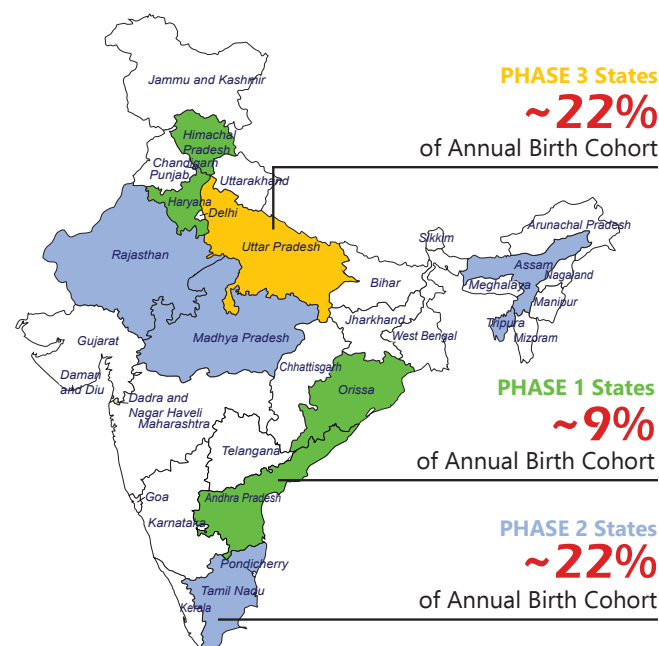 PHASE 3 States
~22%
of Annual Birth Cohort
Jammu and Kashmir
Himachal
Pradesh
Chandigarh
Punjab
Uttarakhand
Haryana
Delhi
Rajasthan
Uttar Pradesh
Sikkim
Arunachal Pradesh
Assam
Nagaland
Meghalaya
Manipur
Tripura
Mizoram
Bihar
Jharkhand
West Bengal
Gujarat
Madhya Pradesh
Chhattisgarh
Daman
and Diu
Dadra and
Nagar Haveli
Maharashtra
Orissa
PHASE 1 States
~9%
of Annual Birth Cohort
Telangana
Goa
Andhra Pradesh
Karnataka
PHASE 2 States
~22%
of Annual Birth Cohort
Pondicherry
Tamil Nadu
Kerala